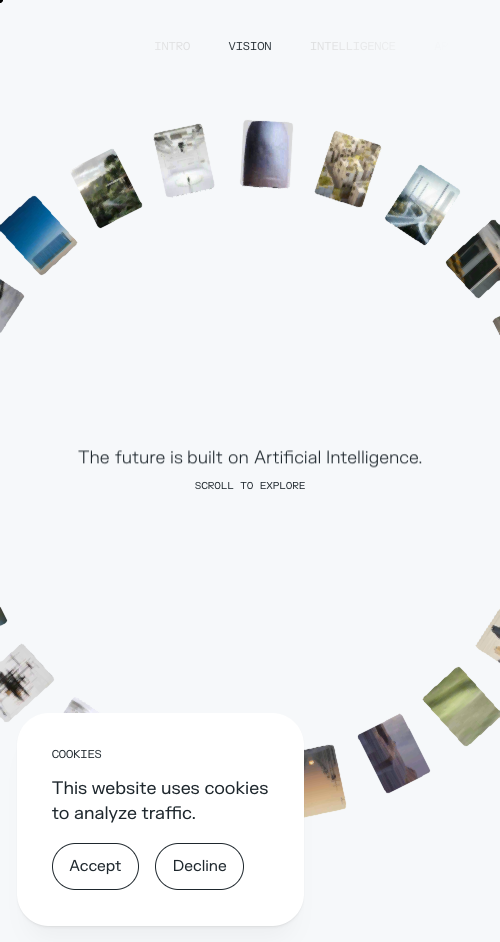 INTRO VISION INTELLIGENCE
The future is built on Artificial Intelligence.
SCROLL TO EXPLORE
COOKIES
This website uses cookies
to analyze traffic.
Accept Decline